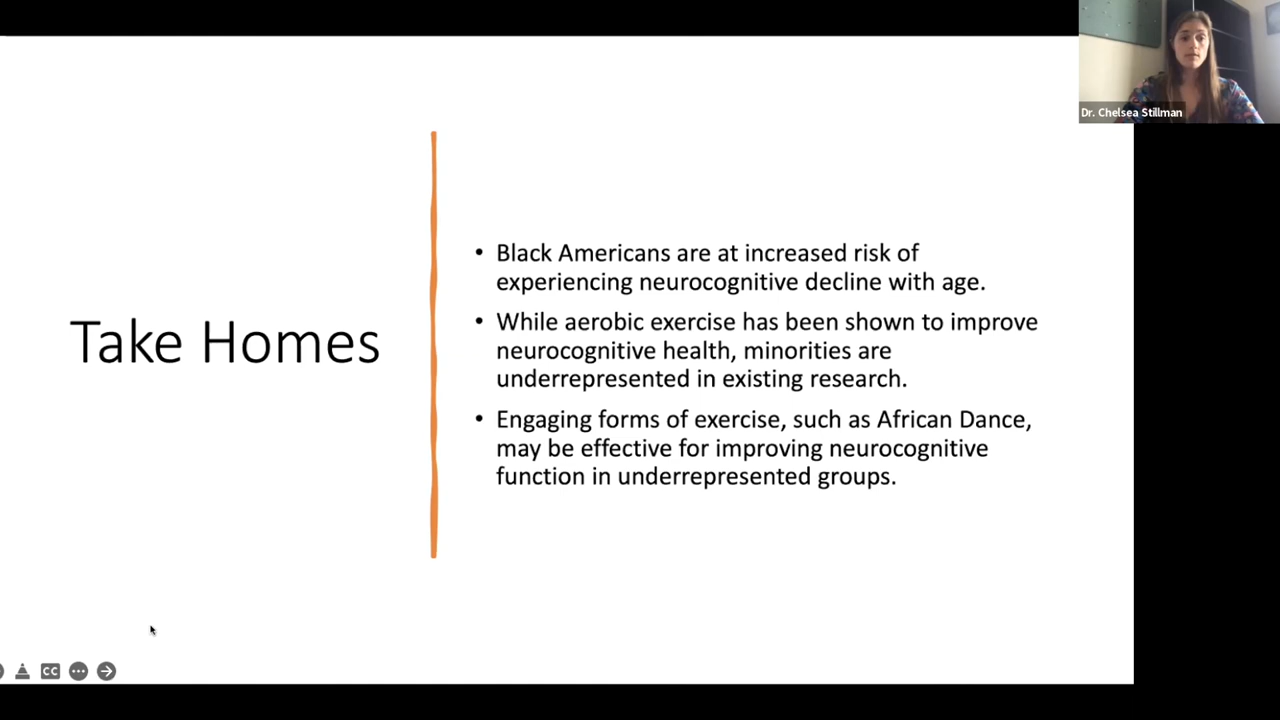 Dr. Chelsea Stillman
Take Homes
• Black Americans are at increased risk of
experiencing neurocognitive decline with age.
• While aerobic exercise has been shown to improve
neurocognitive health, minorities are
underrepresented in existing research.
• Engaging forms of exercise, such as African Dance,
may be effective for improving neurocognitive
function in underrepresented groups.
CC